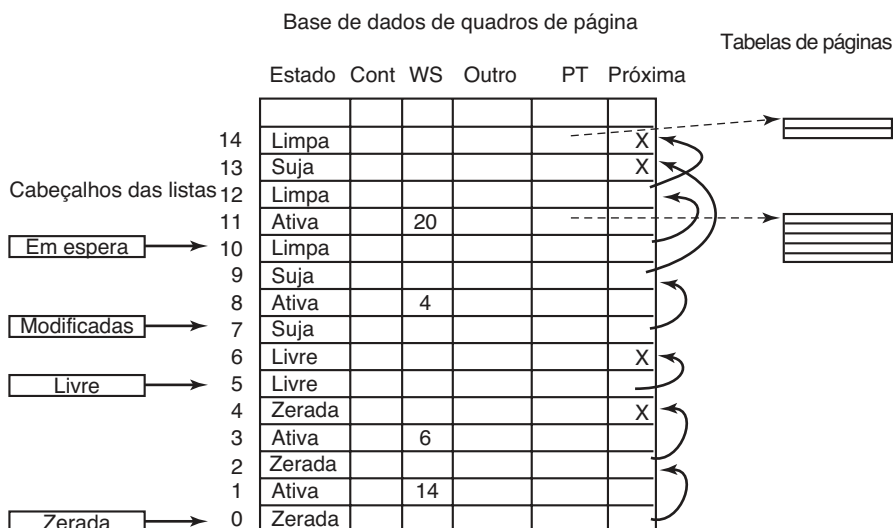 Base de dados de quadros de página
Tabelas de páginas
Estado Cont WS Outro PT Próxima
14 Limpa X
13 Suja X
Cabeçalhos das listas
12 Limpa
11 Ativa 20
Em espera 10 Limpa
9 Suja
8 Ativa 4
Modificadas 7 Suja
6 Livre X
Livre 5 Livre
4 Zerada X
3 Ativa 6
2 Zerada
1 Ativa 14
Zerada 0 Zerada